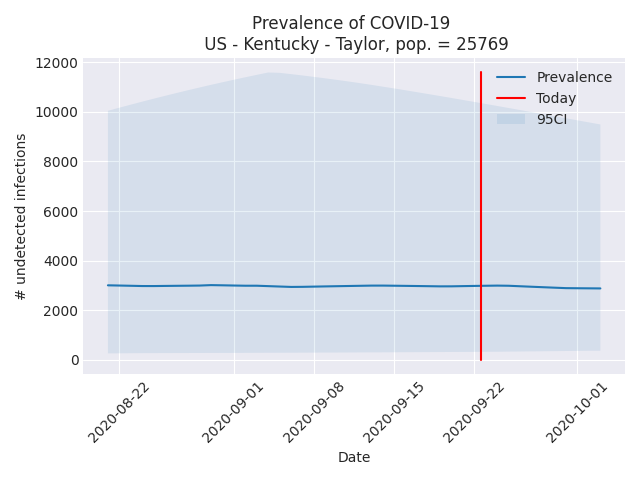 Prevalence of COVID-19
US - Kentucky - Taylor, pop. = 25769
12000
10000
8000
6000
4000
2000
0
# undetected infections
Prevalence
Today
95CI
2020-08-22
2020-09-01
2020-09-08
2020-09-15
2020-09-22
2020-10-01
Date